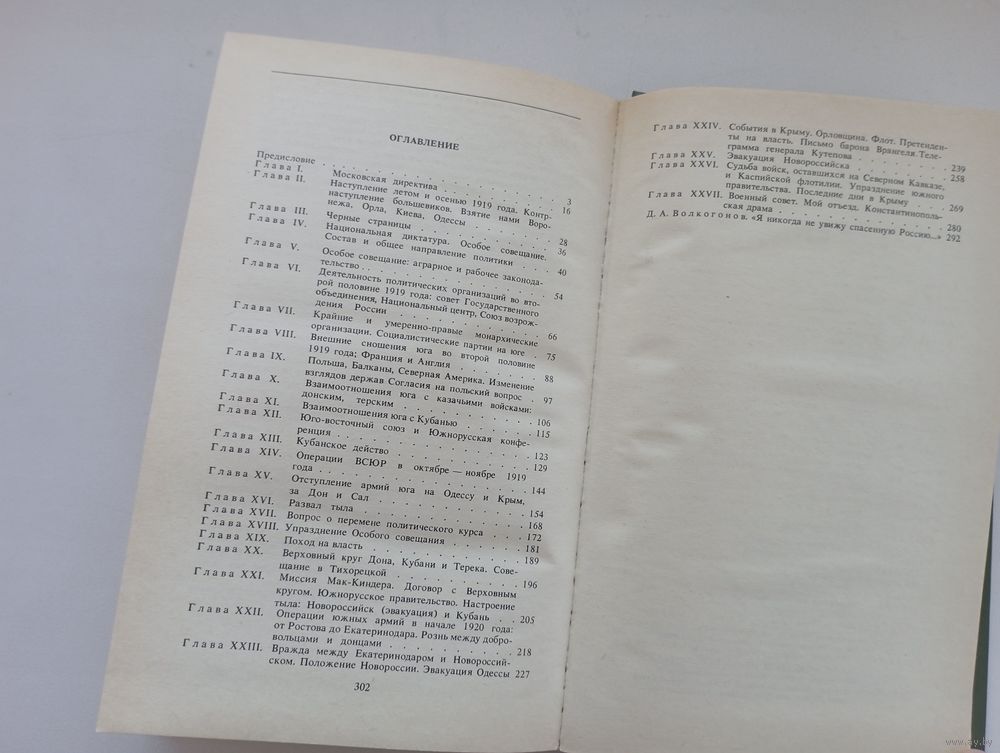 ОГЛАВЛЕНИЕ
Предисловие . . . . . . . . . . . . . . . . 3
Глава I. Московская директива . . . . . . . . 16
Глава II. Наступление летом и осенью 1919 года. Контр-
наступление большевиков. Взятие нами Воро-
нежа, Орла, Киева, Одессы . . . . . . . 28
Глава III. Черные страницы . . . . . . . . . . 36
Глава IV. Национальная диктатура. Особое совещание.
Состав и общее направление политики . . . 40
Глава V. Особое совещание: аграрное и рабочее законода-
тельство . . . . . . . . . . . . . . 54
Глава VI. Деятельность политических организаций во вто-
рой половине 1919 года: совет Государственного
объединения, Национальный центр, Союз возрож-
дения России . . . . . . . . . . . . 66
Глава VII. Крайние и умеренно-правые монархические
организации. Социалистические партии на юге . 75
Глава VIII. Внешние сношения юга во второй половине
1919 года; Франция и Англия . . . . . . 88
Глава IX. Польша, Балканы, Северная Америка. Изменение
взглядов держав Согласия на польский вопрос . 97
Глава X. Взаимоотношения юга с казачьими войсками:
донским, терским . . . . . . . . . . 106
Глава XI. Взаимоотношения юга с Кубанью . . . . . 115
Глава XII. Юго-восточный союз и Южнорусская конфе-
ренция . . . . . . . . . . . . . . 123
Глава XIII. Кубанское действо . . . . . . . . . 129
Глава XIV. Операции ВСЮР в октябре — ноябре 1919
года . . . . . . . . . . . . . . . 144
Глава XV. Отступление армий юга на Одессу и Крым,
за Дон и Сал . . . . . . . . . . . 154
Глава XVI. Развал тыла . . . . . . . . . . . . 168
Глава XVII. Вопрос о перемене политического курса . . . 172
Глава XVIII. Упразднение Особого совещания . . . . . 181
Глава XIX. Поход на власть . . . . . . . . . . 189
Глава XX. Верховный круг Дона, Кубани и Терека. Сове-
щание в Тихорецкой . . . . . . . . . 196
Глава XXI. Миссия Мак-Киндера. Договор с Верховным
кругом. Южнорусское правительство. Настроение
тыла: Новороссийск (эвакуация) и Кубань . . 205
Глава XXII. Операции южных армий в начале 1920 года:
от Ростова до Екатеринодара. Рознь между добро-
вольцами и донцами . . . . . . . . . 218
Глава XXIII. Вражда между Екатеринодаром и Новороссий-
ском. Положение Новороссии. Эвакуация Одессы 227
302
Глава XXIV. События в Крыму. Орловщина. Флот. Претенден-
ты на власть. Письмо барона Врангеля. Теле-
грамма генерала Кутепова . . . . . . . 239
Глава XXV. Эвакуация Новороссийска . . . . . . . 258
Глава XXVI. Судьба войск, оставшихся на Северном Кавказе,
и Каспийской флотилии. Упразднение южного
правительства. Последние дни в Крыму . . . 269
Глава XXVII. Военный совет. Мой отъезд. Константинополь-
ская драма . . . . . . . . . . . . 280
Д. А. Волкогонов. «Я никогда не увижу спасенную Россию...» 292
www.ay.by